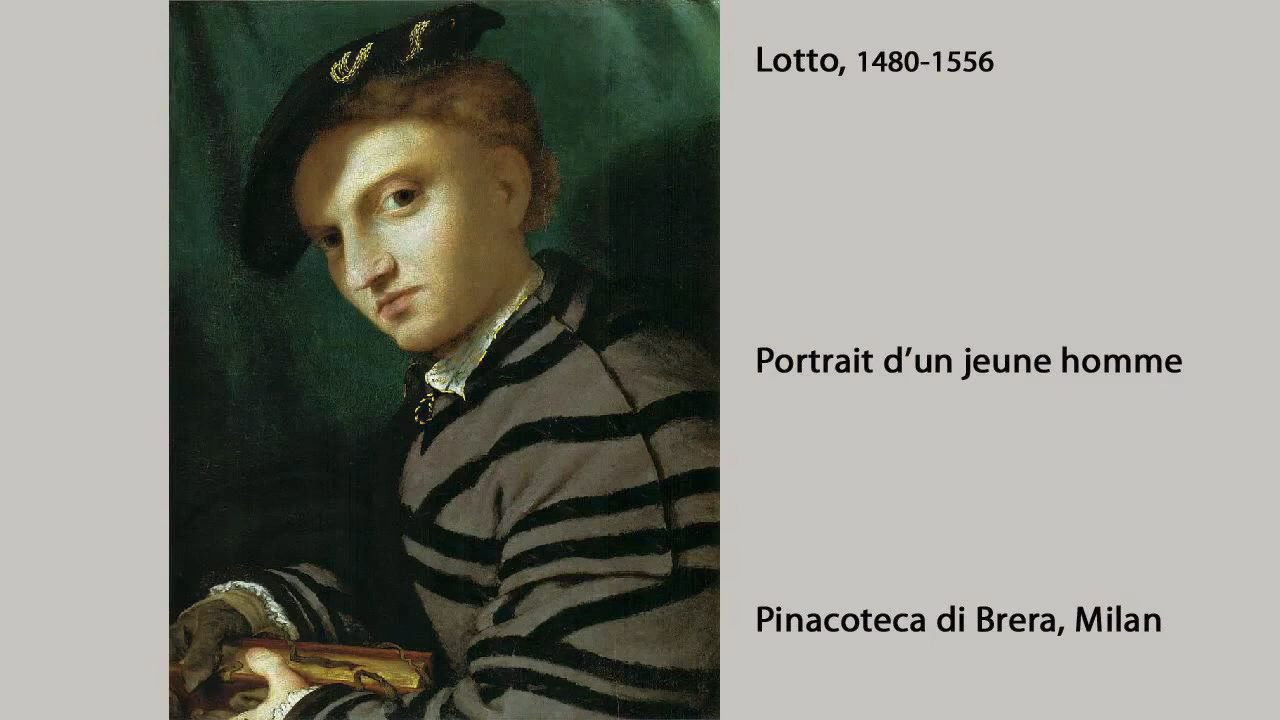 Lotto, 1480-1556
Portrait d’un jeune homme
Pinacoteca di Brera, Milan